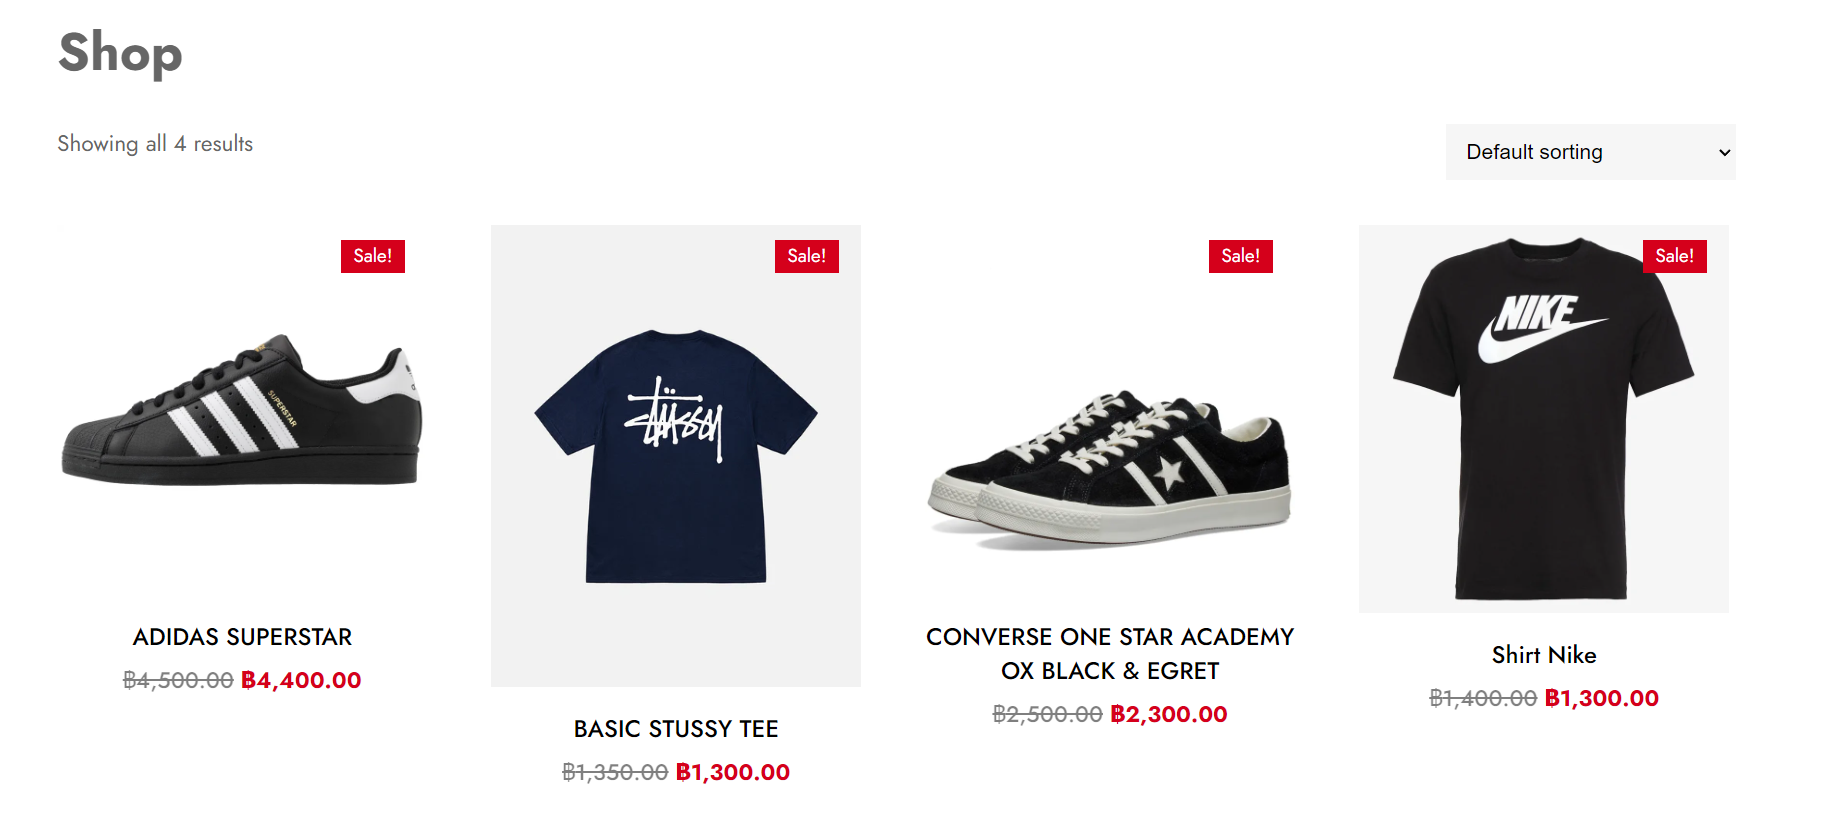 Shop
Showing all 4 results
Default sorting
Sale!
SUPERSTAR
ADIDAS SUPERSTAR
฿4,500.00 ฿4,400.00
Sale!
Stüssy
BASIC STUSSY TEE
฿1,350.00 ฿1,300.00
Sale!
CONVERSE ONE STAR ACADEMY
OX BLACK & EGRET
฿2,500.00 ฿2,300.00
Sale!
NIKE
Shirt Nike
฿1,400.00 ฿1,300.00